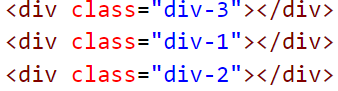 <div class="div-3"></div>
<div class="div-1"></div>
<div class="div-2"></div>